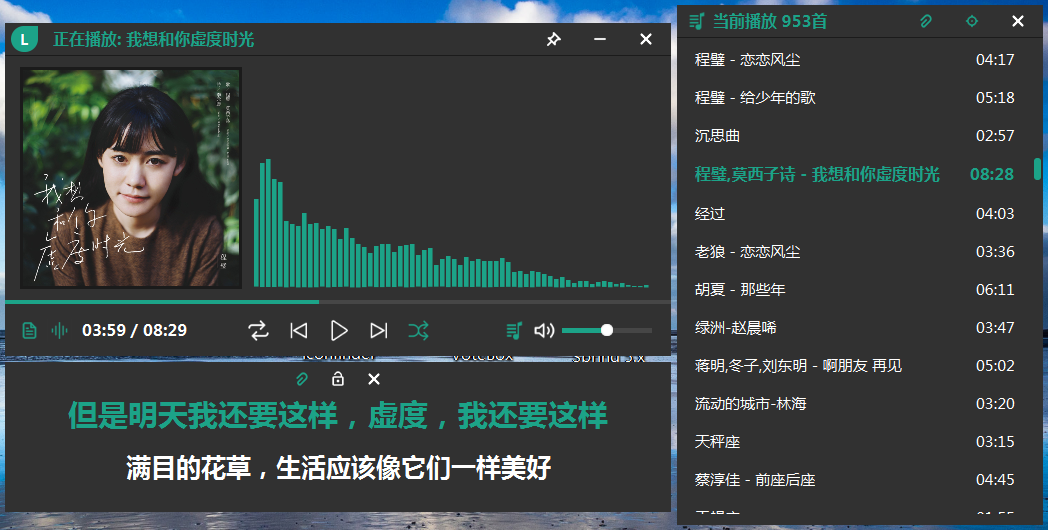 L
正在播放: 我想和你虚度时光
我想
和你
虚度时光
程璧
03:59 / 08:29
但是明天我还要这样，虚度，我还要这样
满目的花草，生活应该像它们一样美好
当前播放 953首
程璧 - 恋恋风尘 04:17
程璧 - 给少年的歌 05:18
沉思曲 02:57
程璧,莫西子诗 - 我想和你虚度时光 08:28
经过 04:03
老狼 - 恋恋风尘 03:36
胡夏 - 那些年 06:11
绿洲-赵晨唏 03:47
蒋明,冬子,刘东明 - 啊朋友 再见 05:02
流动的城市-林海 03:20
天秤座 03:15
蔡淳佳 - 前座后座 04:45